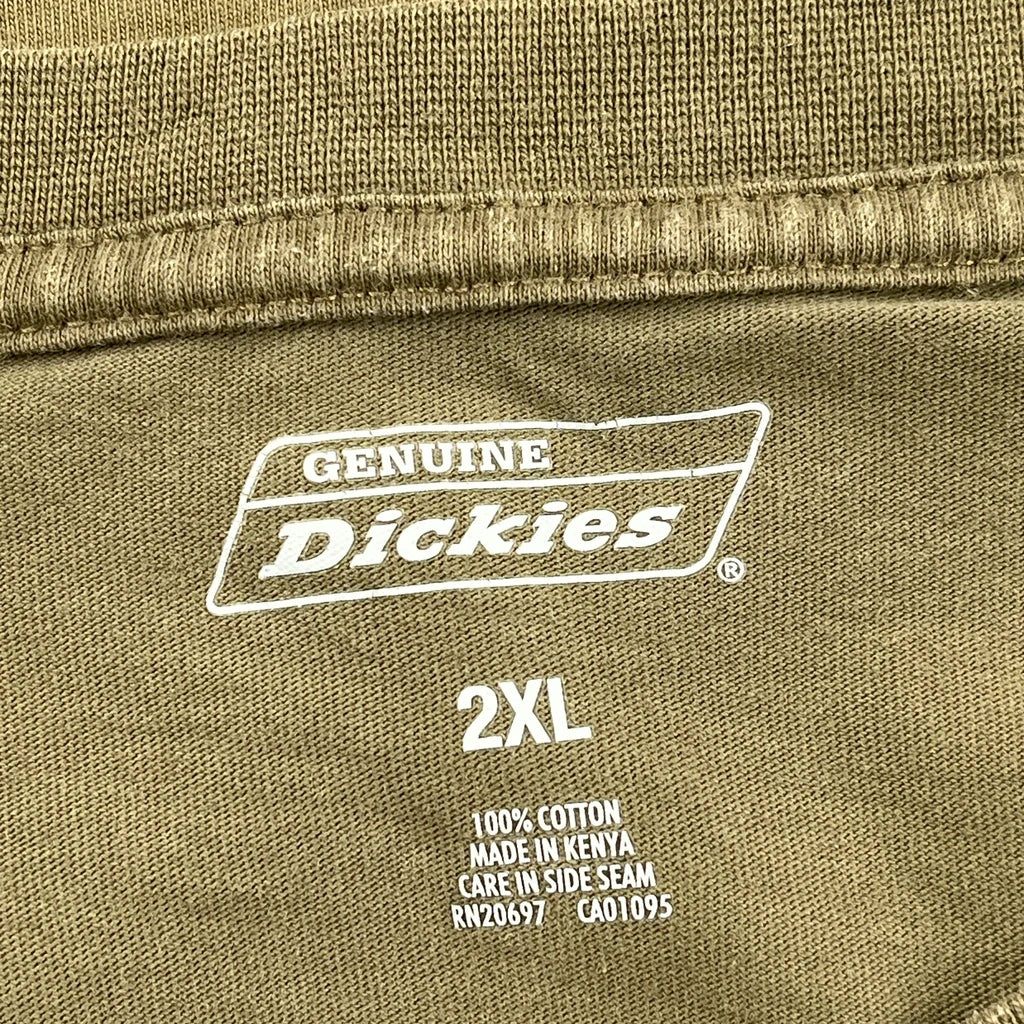 GENUINE
Dickies®
2XL
100% COTTON
MADE IN KENYA
CARE IN SIDE SEAM
RN20697 CA01095